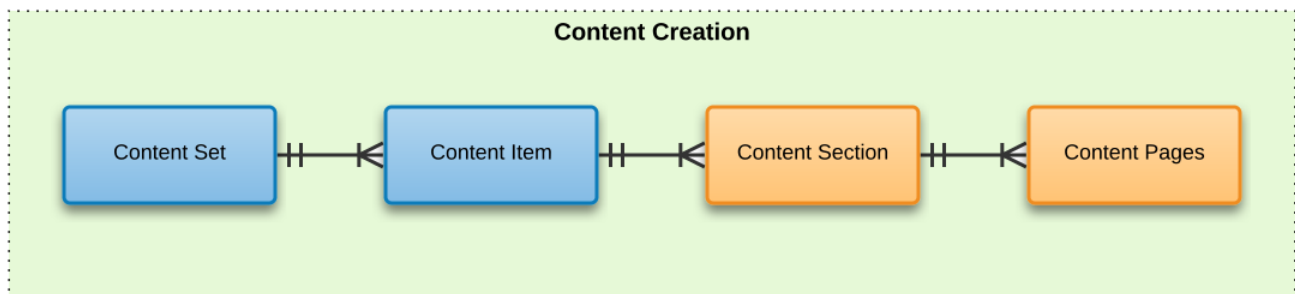 Content Creation
Content Set
Content Item
Content Section
Content Pages